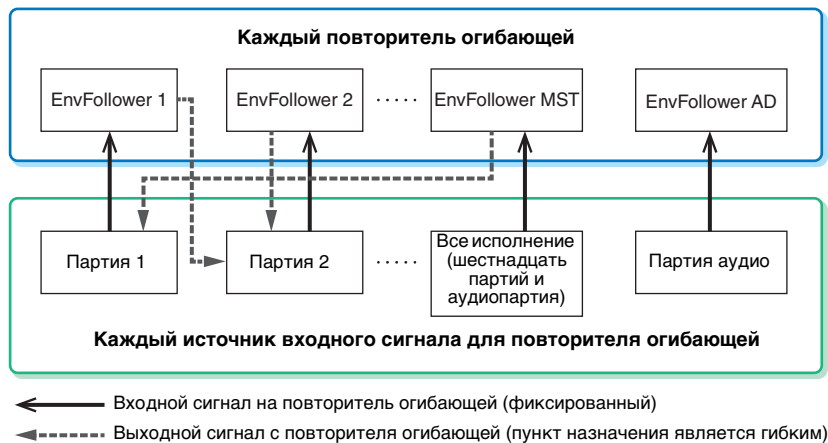 Каждый повторитель огибающей
EnvFollower 1
EnvFollower 2
.....
EnvFollower MST
EnvFollower AD
Партия 1
Партия 2
.....
Все исполнение
(шестнадцать
партий и
аудиопартия)
Партия аудио
Каждый источник входного сигнала для повторителя огибающей
Входной сигнал на повторитель огибающей (фиксированный)
Выходной сигнал с повторителя огибающей (пункт назначения является гибким)